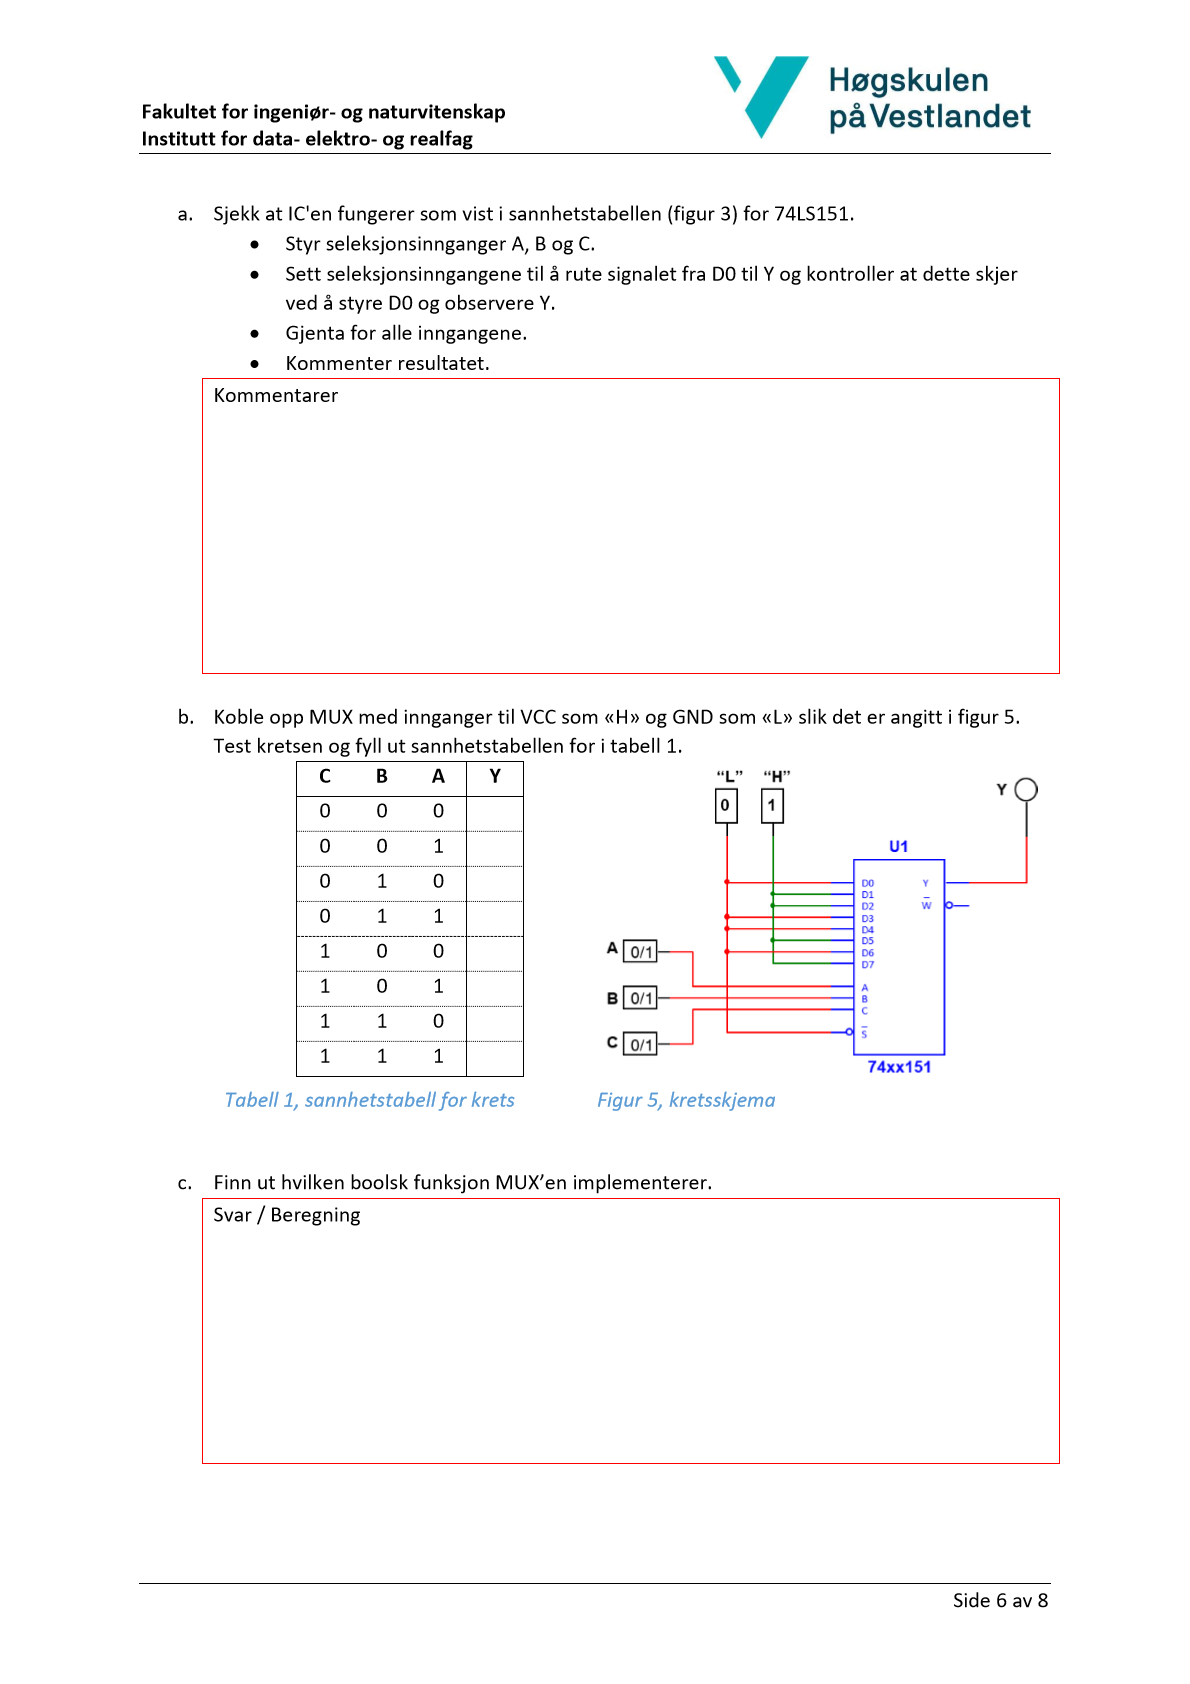 Høgskulen
på Vestlandet
Fakultet for ingeniør- og naturvitenskap
Institutt for data- elektro- og realfag
a. Sjekk at IC'en fungerer som vist i sannhetstabellen (figur 3) for 74LS151.
• Styr seleksjonsinnganger A, B og C.
• Sett seleksjonsinngangene til å rute signalet fra D0 til Y og kontroller at dette skjer
ved å styre D0 og observere Y.
• Gjenta for alle inngangene.
• Kommenter resultatet.
Kommentarer
b. Koble opp MUX med innganger til VCC som «H» og GND som «L» slik det er angitt i figur 5.
Test kretsen og fyll ut sannhetstabellen for i tabell 1.
C B A Y
0 0 0
0 0 1
0 1 0
0 1 1
1 0 0
1 0 1
1 1 0
1 1 1
“L” “H”
0 1
Y
U1
D0 Y
D1
D2 W
D3
D4
D5
D6
D7
A 0/1
B 0/1
C 0/1
A
B
C
S
74xx151
Tabell 1, sannhetstabell for krets
Figur 5, kretsskjema
c. Finn ut hvilken boolsk funksjon MUX’en implementerer.
Svar / Beregning
Side 6 av 8